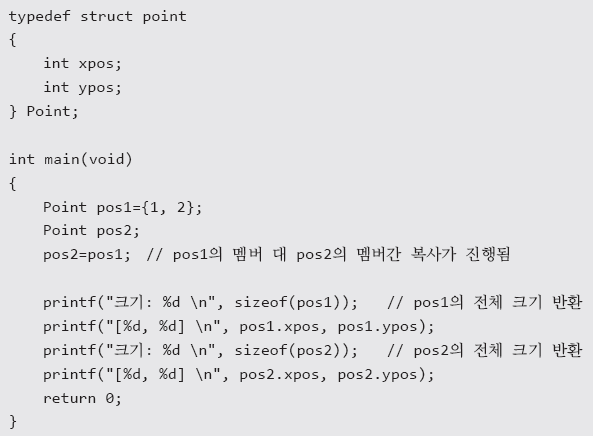 typedef struct point
{
    int xpos;
    int ypos;
} Point;

int main(void)
{
    Point pos1={1, 2};
    Point pos2;
    pos2=pos1;  // pos1의 멤버 대 pos2의 멤버간 복사가 진행됨

    printf("크기: %d \n", sizeof(pos1));   // pos1의 전체 크기 반환
    printf("[%d, %d] \n", pos1.xpos, pos1.ypos);
    printf("크기: %d \n", sizeof(pos2));   // pos2의 전체 크기 반환
    printf("[%d, %d] \n", pos2.xpos, pos2.ypos);
    return 0;
}